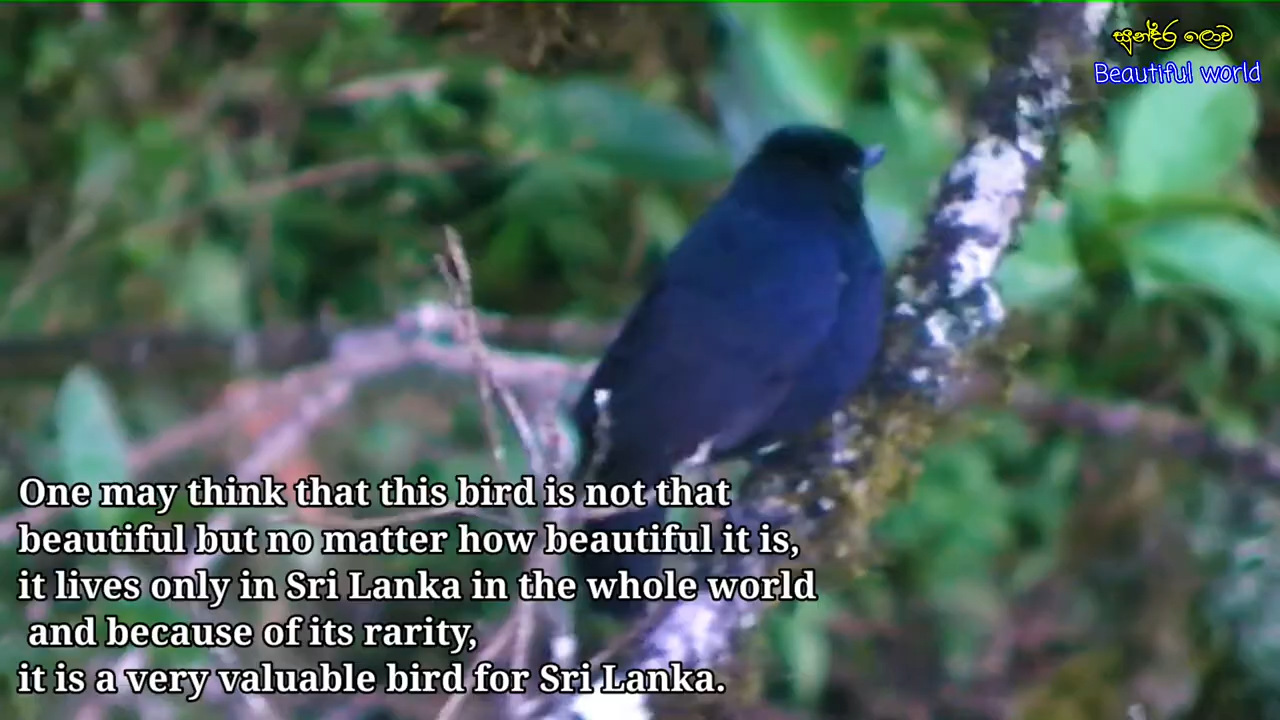 සුන්දර ලොව
Beautiful world
One may think that this bird is not that
beautiful but no matter how beautiful it is,
it lives only in Sri Lanka in the whole world
and because of its rarity,
it is a very valuable bird for Sri Lanka.